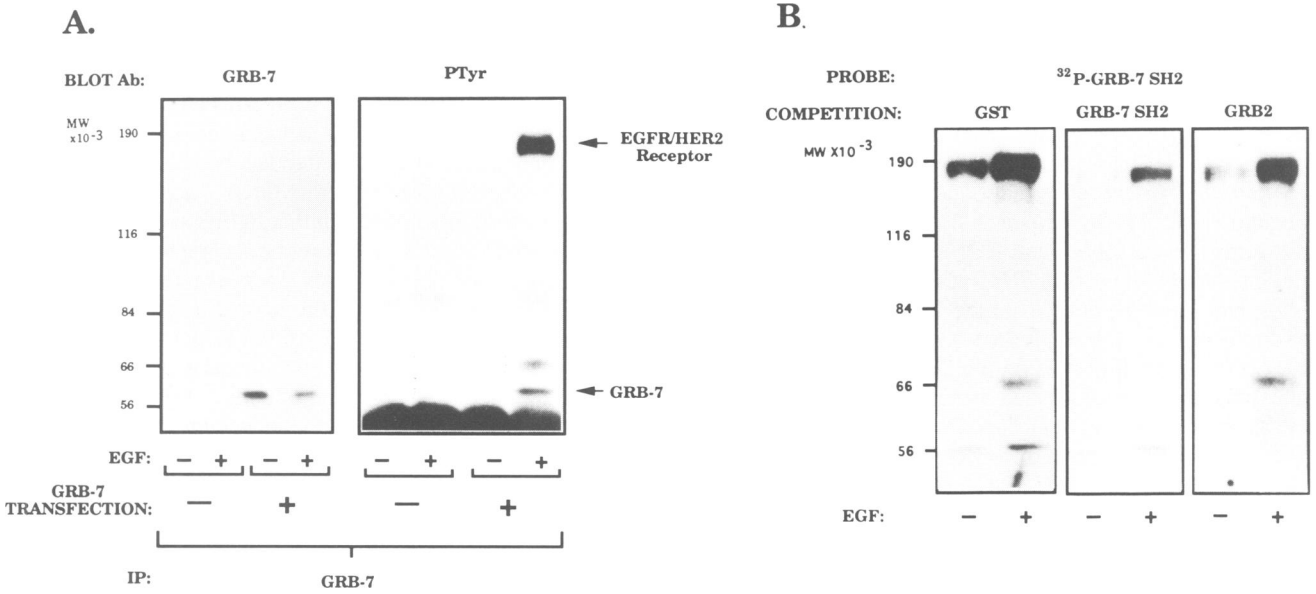 A.
BLOT Ab: GRB-7 PTyr
MW
x10-3
190
116
84
66
56
EGFR/HER2
Receptor
GRB-7
EGF: – + – + – + – +
GRB-7
TRANSFECTION: – + – +
IP: GRB-7
B.
PROBE: 32P-GRB-7 SH2
COMPETITION: GST GRB-7 SH2 GRB2
MW X10-3
190
116
84
66
56
EGF: – + – + – +